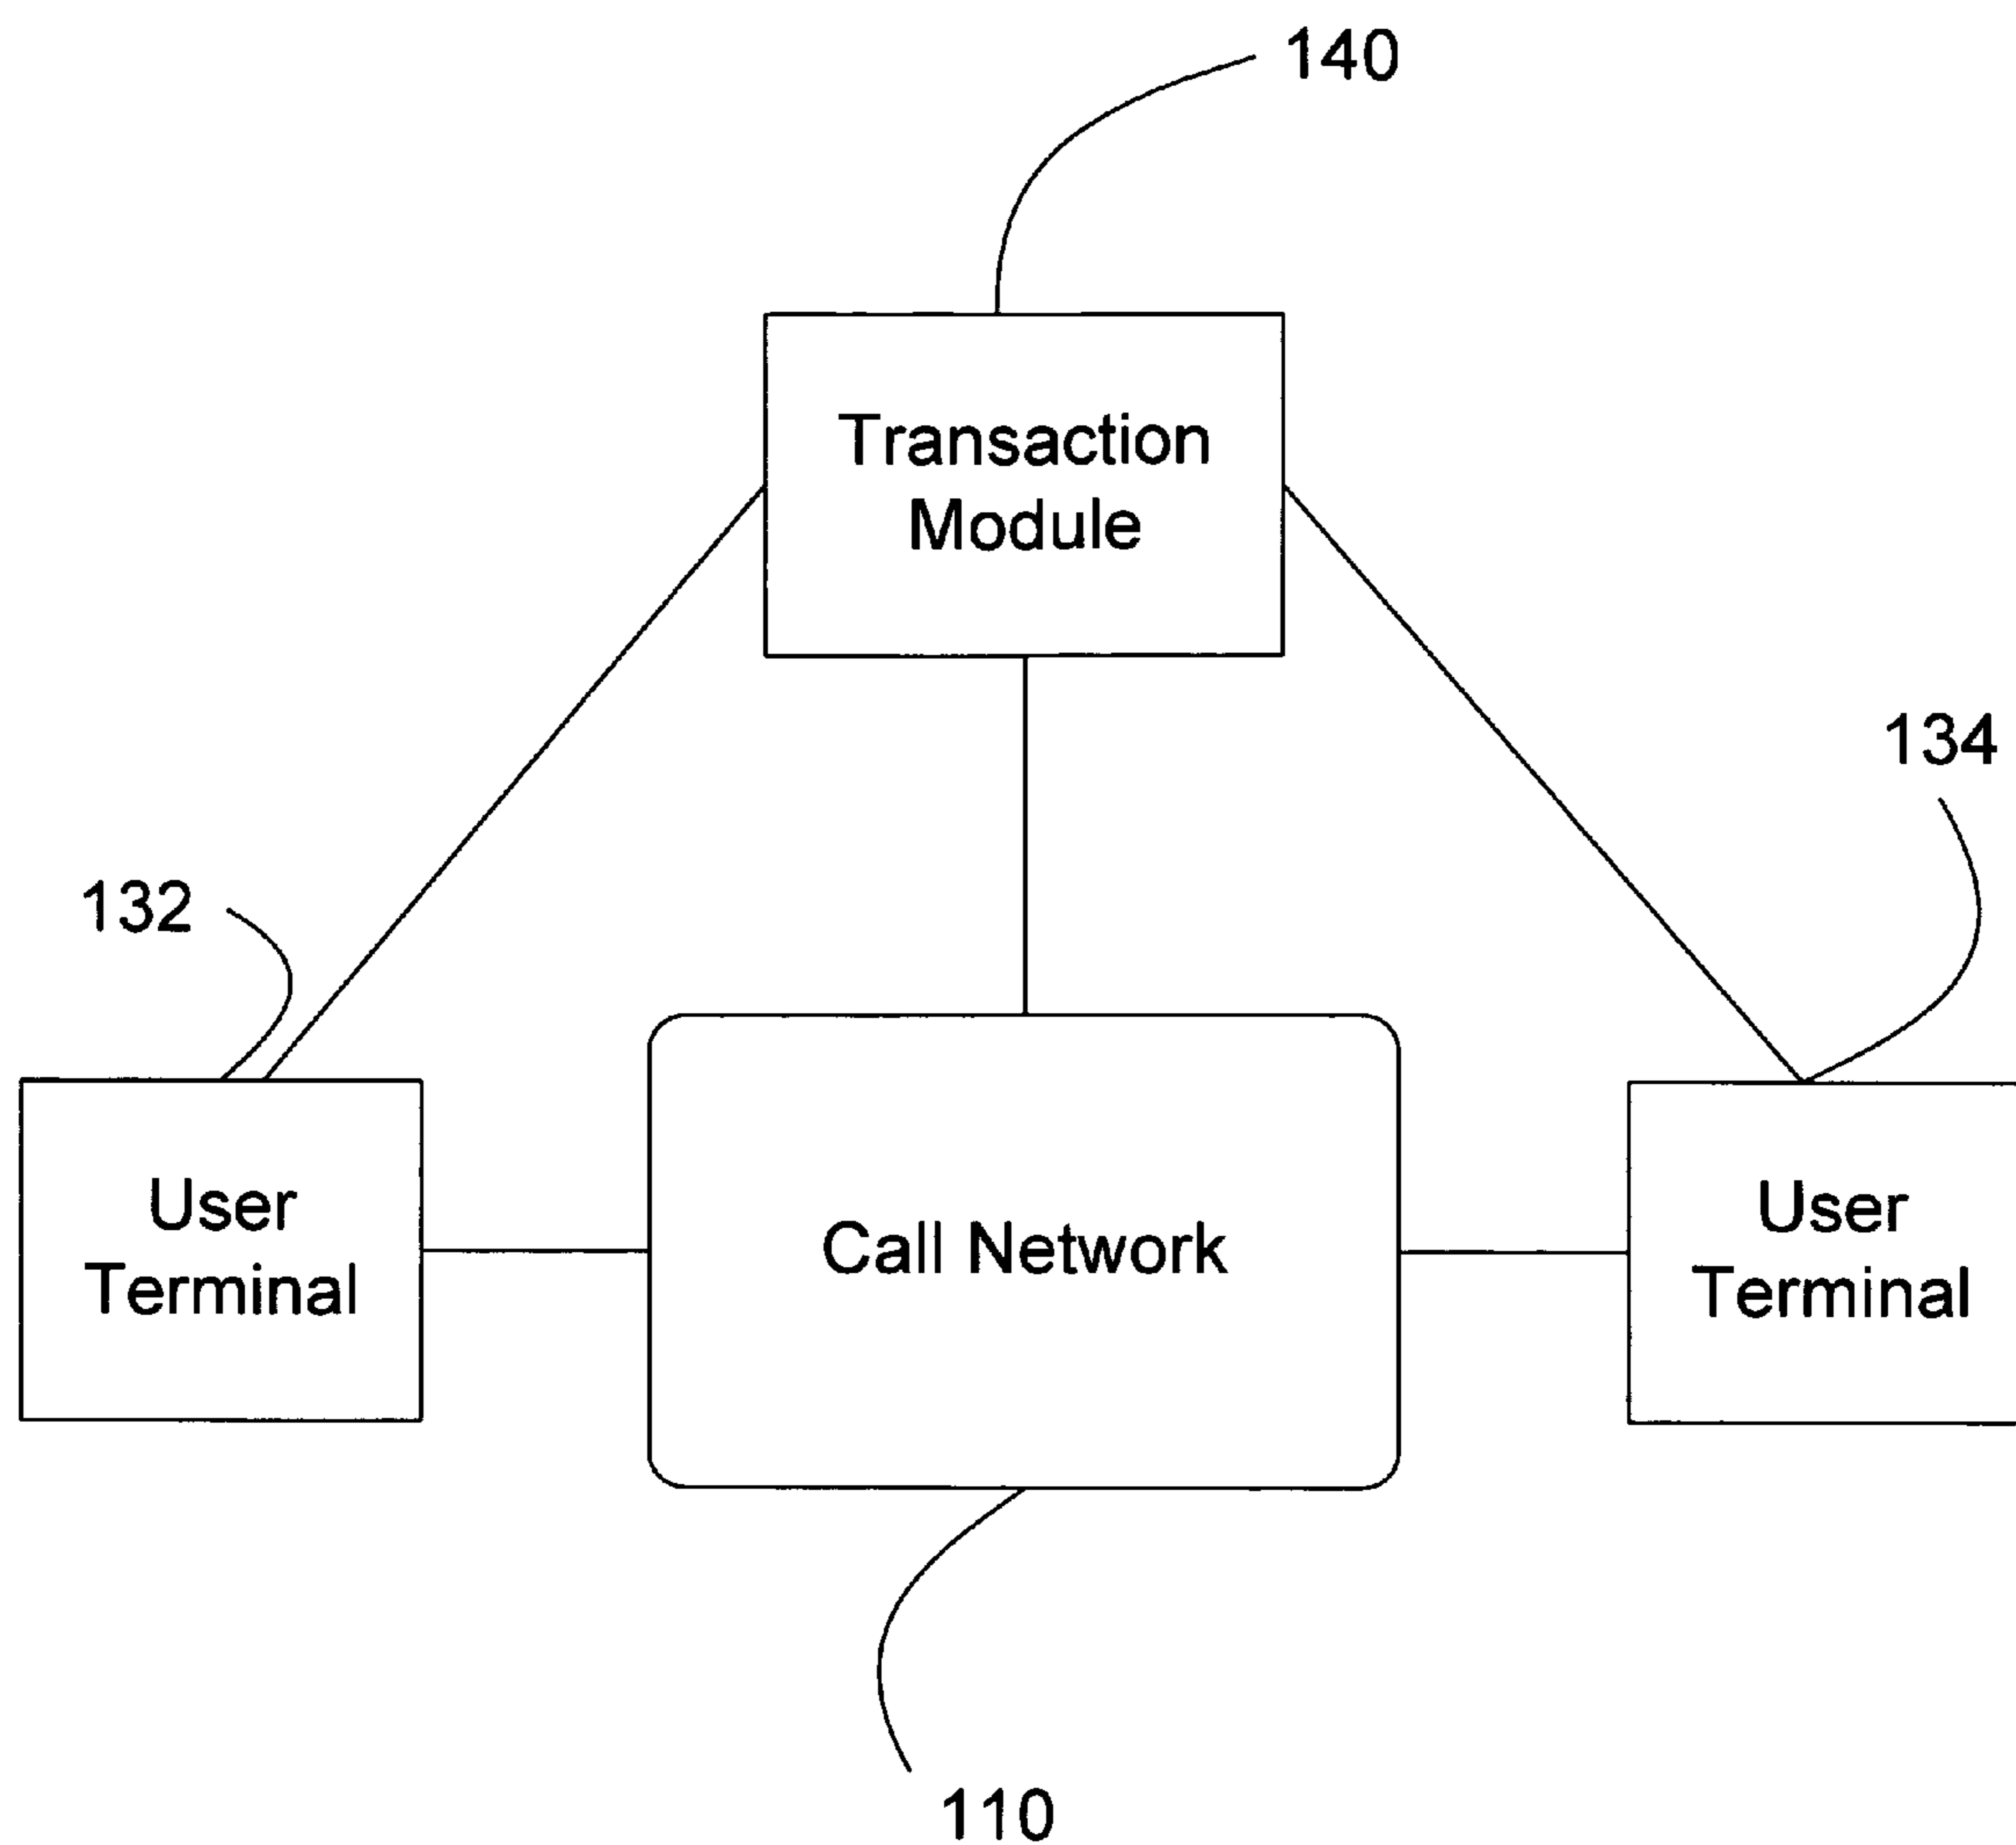 140
Transaction
Module
134
132
User
Terminal
Call Network
User
Terminal
110